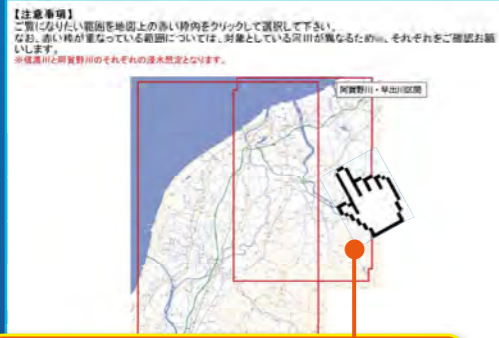 【注意事項】
ご覧になりたい範囲を地図上の赤い枠内をクリックして選択して下さい。
なお、赤い枠が重なっている範囲については、対象としている河川が異なるため、それぞれをご確認お願
いします。
※信濃川と阿賀野川のそれぞれの浸水想定となります。
阿賀野川・早出川区間